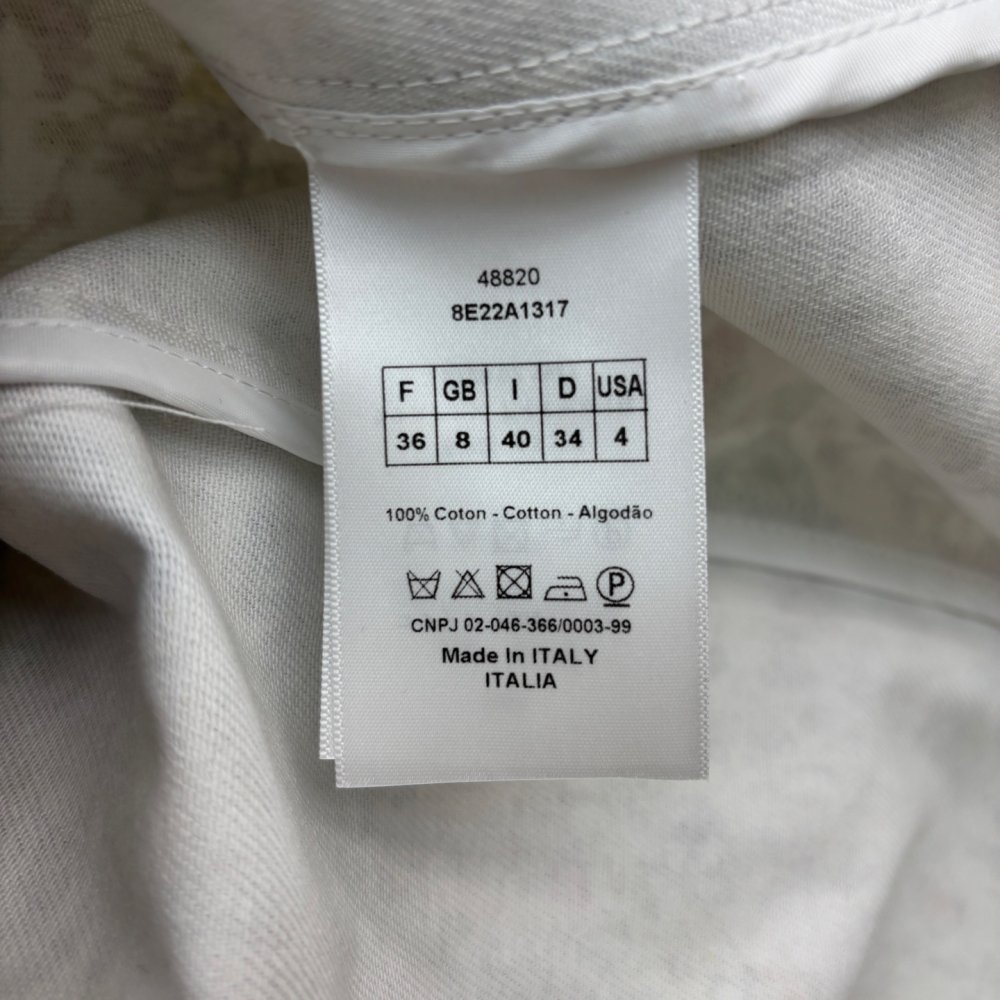 48820
8E22A1317
F GB I D USA
36 8 40 34 4
100% Coton - Cotton - Algodão
P
CNPJ 02-046-366/0003-99
Made In ITALY
ITALIA